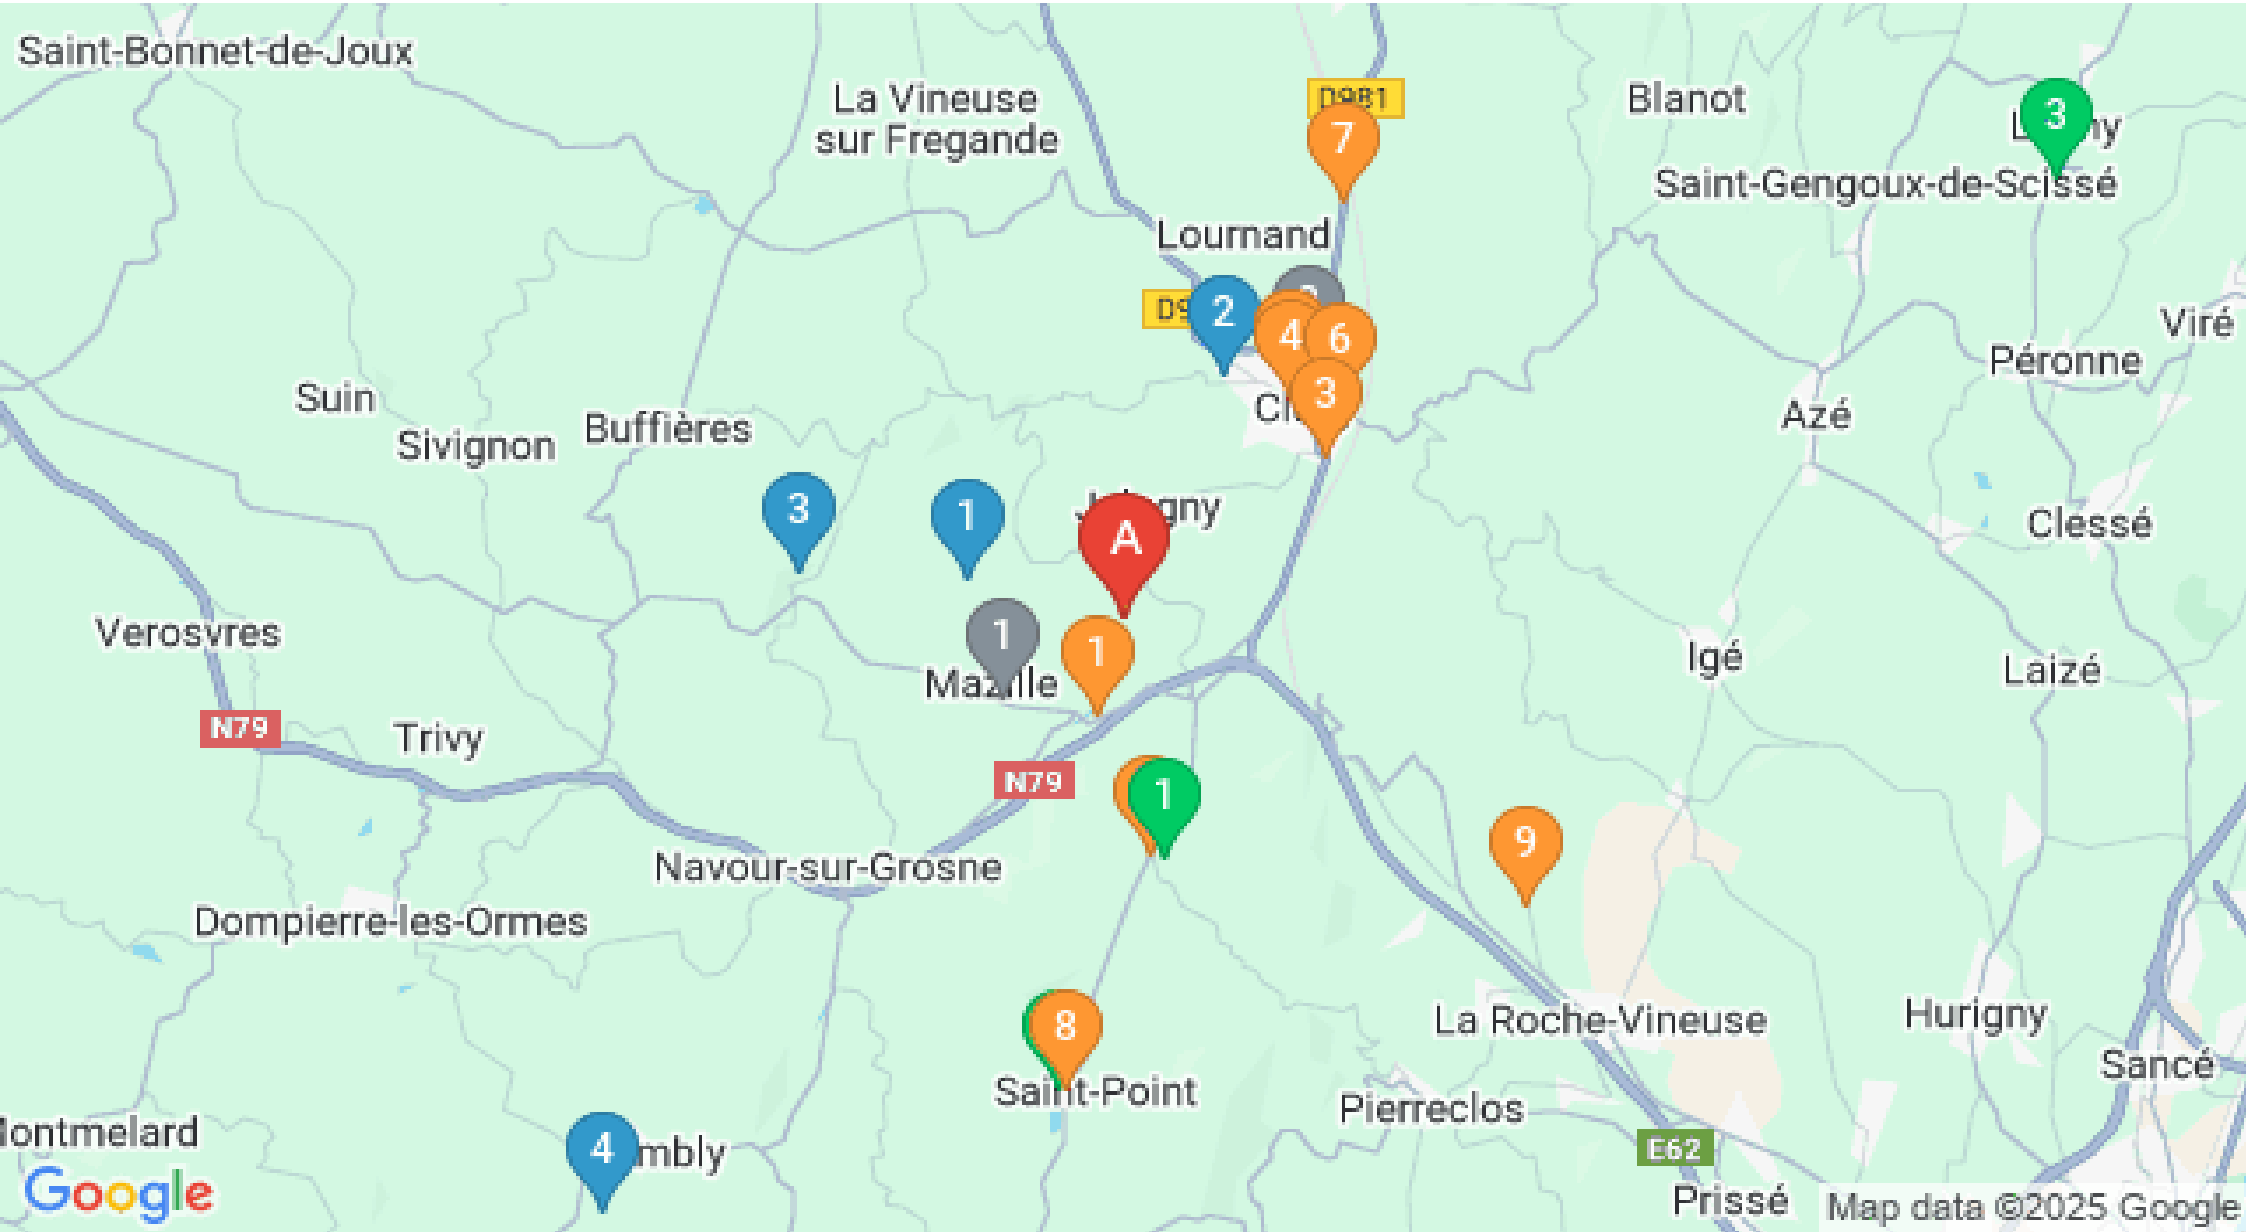 Saint-Bonnet-de-Joux
La Vineuse
sur Fregande
D981
7
Blanot
3
Saint-Gengoux-de-Scissé
Lournand
2
4
6
3
Viré
Péronne
Azé
Suin
Sivignon
Buffières
3
1
A
Clessé
Verosvres
1
Mazille
1
Igé
Laizé
N79
Trivy
N79
1
9
Navour-sur-Grosne
Dompierre-les-Ormes
8
Saint-Point
La Roche-Vineuse
Hurigny
Sancé
Pierreclos
4
E62
Prissé
Google
Map data ©2025 Google